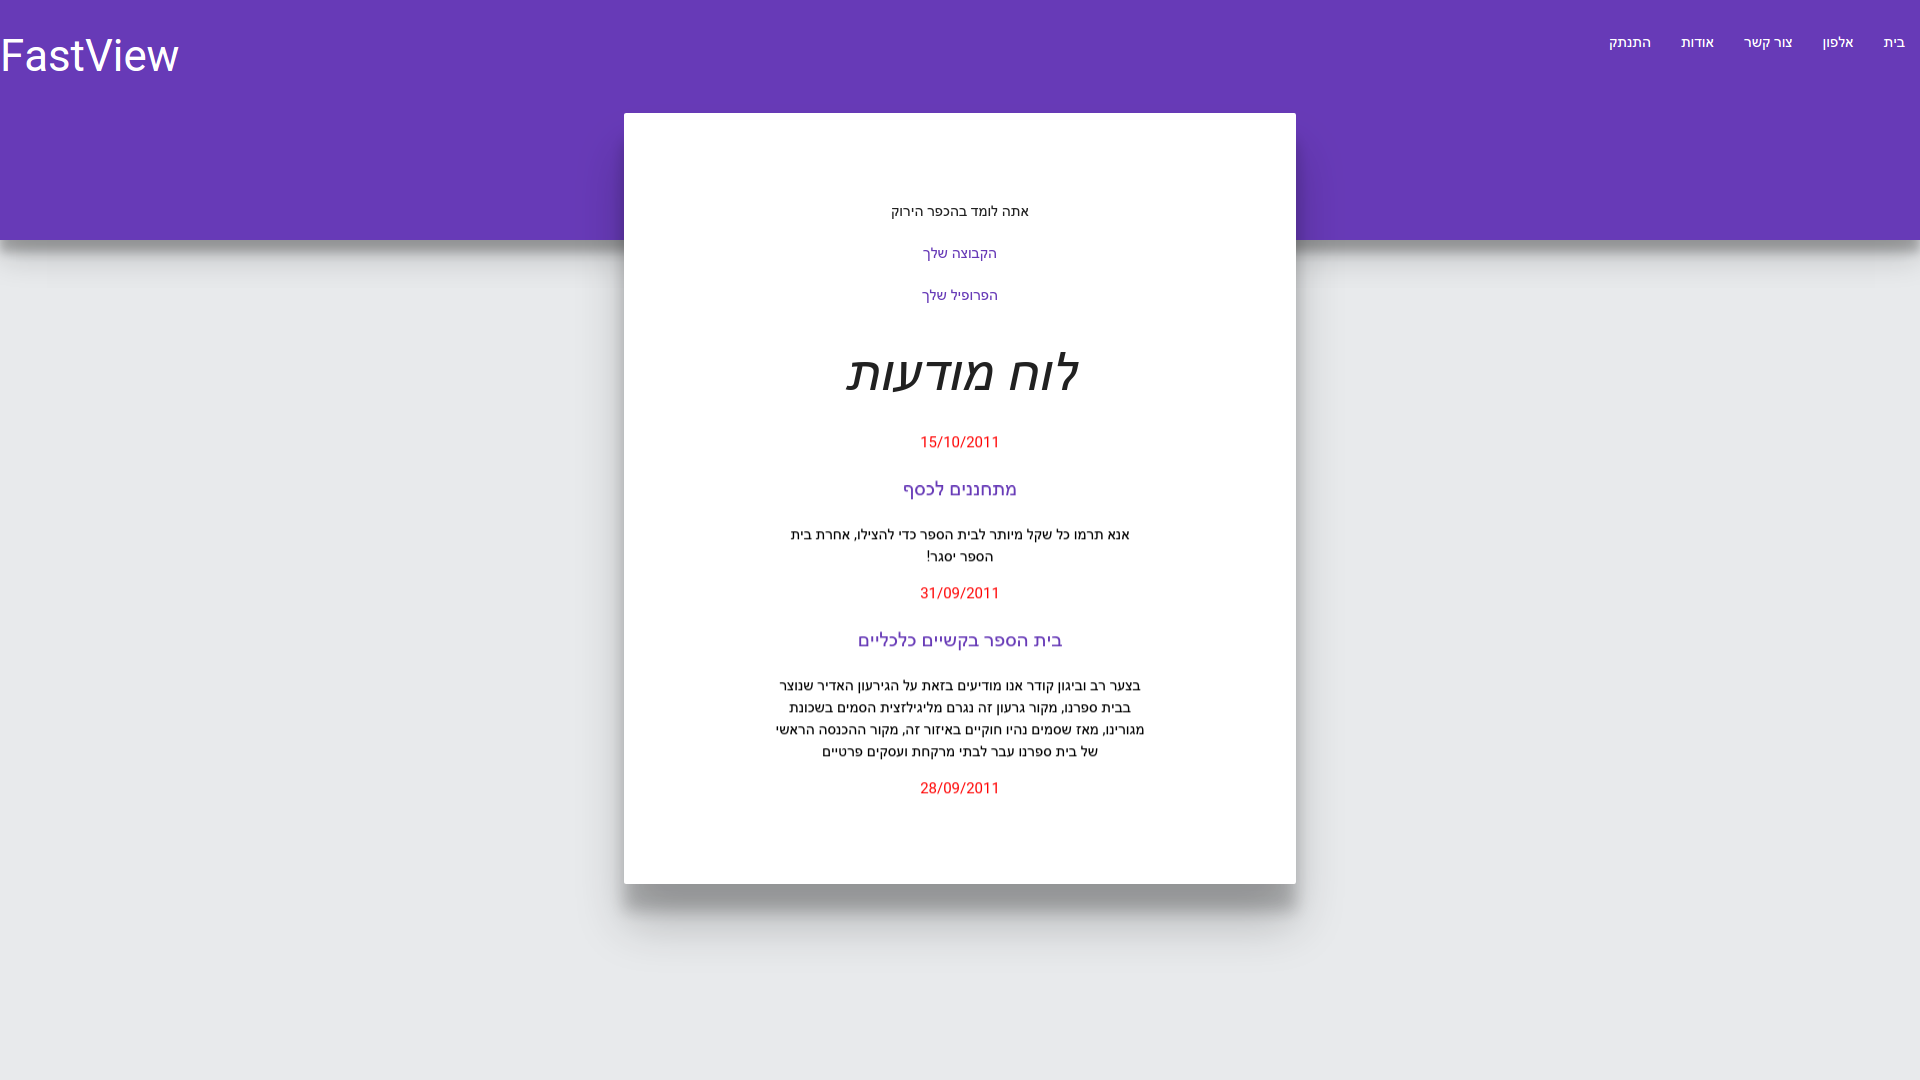 FastView
בית
אלפון
צור קשר
אודות
התנתק
אתה לומד בהכפר הירוק
הקבוצה שלך
הפרופיל שלך
לוח מודעות
15/10/2011
מתחננים לכסף
אנא תרמו כל שקל מיותר לבית הספר כדי להצילו, אחרת בית
הספר יסגר!
31/09/2011
בית הספר בקשיים כלכליים
בצער רב וביגון קודר אנו מודיעים בזאת על הגירעון האדיר שנוצר
בבית ספרנו, מקור גרעון זה נגרם מליגילזצית הסמים בשכונת
מגורינו, מאז שסמים נהיו חוקיים באיזור זה, מקור ההכנסה הראשי
של בית ספרנו עבר לבתי מרקחת ועסקים פרטיים
28/09/2011